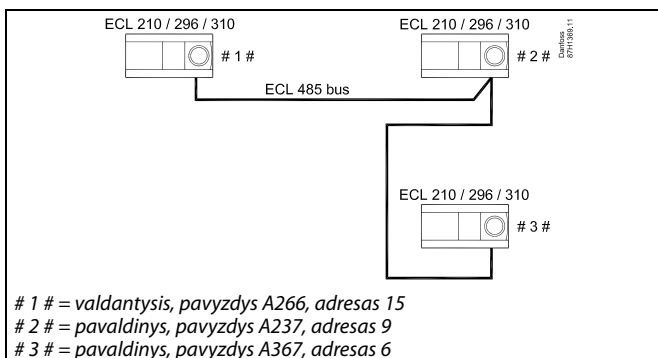 ECL 210 / 296 / 310
ECL 210 / 296 / 310
# 1 #
# 2 #
Danfoss
87H1369.11
ECL 485 bus
ECL 210 / 296 / 310
# 3 #
# 1 # = valdantysis, pavyzdys A266, adresas 15
# 2 # = pavaldinys, pavyzdys A237, adresas 9
# 3 # = pavaldinys, pavyzdys A367, adresas 6